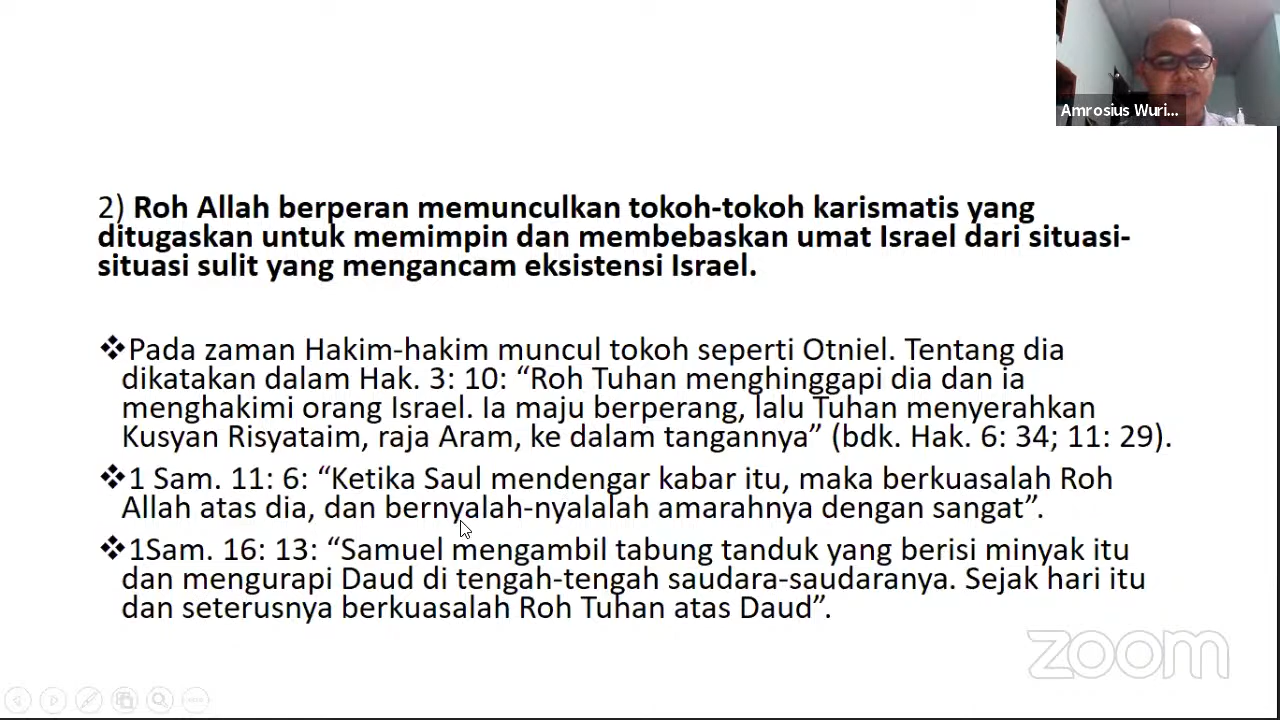 Amrosius Wuri...
2) Roh Allah berperan memunculkan tokoh-tokoh karismatis yang
ditugaskan untuk memimpin dan membebaskan umat Israel dari situasi-
situasi sulit yang mengancam eksistensi Israel.
❖Pada zaman Hakim-hakim muncul tokoh seperti Otniel. Tentang dia
dikatakan dalam Hak. 3: 10: “Roh Tuhan menghinggapi dia dan ia
menghakimi orang Israel. Ia maju berperang, lalu Tuhan menyerahkan
Kusyan Risyataim, raja Aram, ke dalam tangannya” (bdk. Hak. 6: 34; 11: 29).
❖1 Sam. 11: 6: “Ketika Saul mendengar kabar itu, maka berkuasalah Roh
Allah atas dia, dan bernyalah-nyalalah amarahnya dengan sangat”.
❖1Sam. 16: 13: “Samuel mengambil tabung tanduk yang berisi minyak itu
dan mengurapi Daud di tengah-tengah saudara-saudaranya. Sejak hari itu
dan seterusnya berkuasalah Roh Tuhan atas Daud”.
zoom